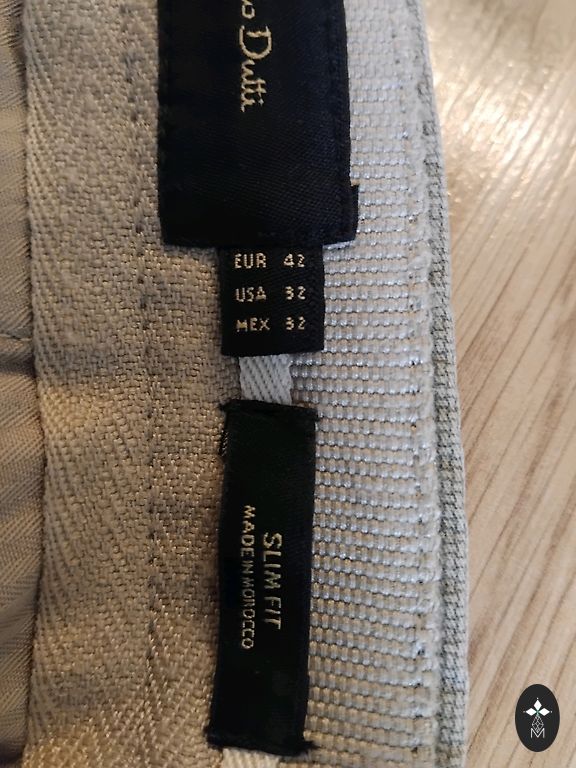 Dutti
EUR 42
USA 32
MEX 32
SLIM FIT
MADE IN MOROCCO
M